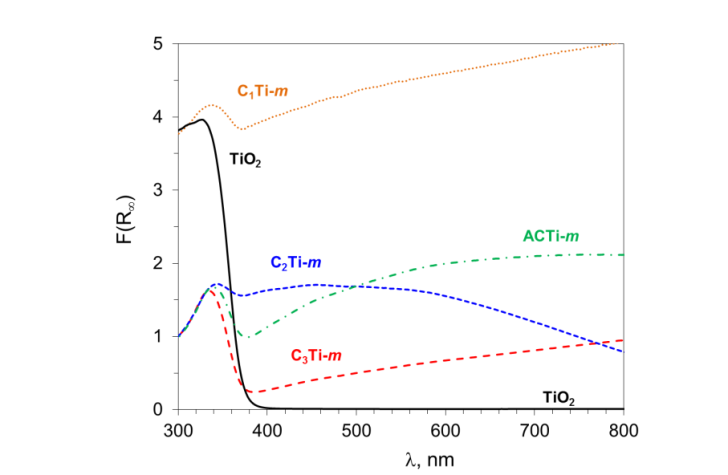 5
4
3
2
1
0
F(R∞)
C₁Ti-m
TiO₂
ACTi-m
C₂Ti-m
C₃Ti-m
TiO₂
300 400 500 600 700 800
λ, nm